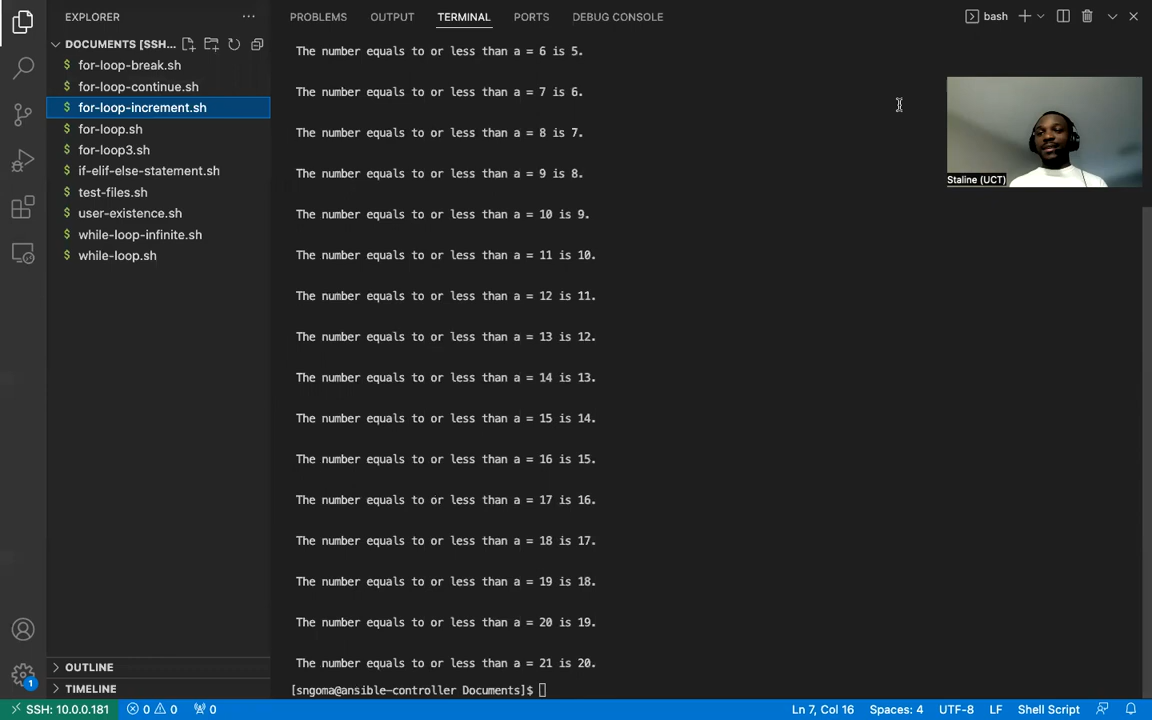 EXPLORER
DOCUMENTS [SSH...
for-loop-break.sh
for-loop-continue.sh
for-loop-increment.sh
for-loop.sh
for-loop3.sh
if-elif-else-statement.sh
test-files.sh
user-existence.sh
while-loop-infinite.sh
while-loop.sh
OUTLINE
TIMELINE
PROBLEMS OUTPUT TERMINAL PORTS DEBUG CONSOLE
bash
The number equals to or less than a = 6 is 5.
The number equals to or less than a = 7 is 6.
The number equals to or less than a = 8 is 7.
The number equals to or less than a = 9 is 8.
The number equals to or less than a = 10 is 9.
The number equals to or less than a = 11 is 10.
The number equals to or less than a = 12 is 11.
The number equals to or less than a = 13 is 12.
The number equals to or less than a = 14 is 13.
The number equals to or less than a = 15 is 14.
The number equals to or less than a = 16 is 15.
The number equals to or less than a = 17 is 16.
The number equals to or less than a = 18 is 17.
The number equals to or less than a = 19 is 18.
The number equals to or less than a = 20 is 19.
The number equals to or less than a = 21 is 20.
[sngoma@ansible-controller Documents]$
Staline (UCT)
1
SSH: 10.0.0.181 0 0 0 Ln 7, Col 16 Spaces: 4 UTF-8 LF Shell Script